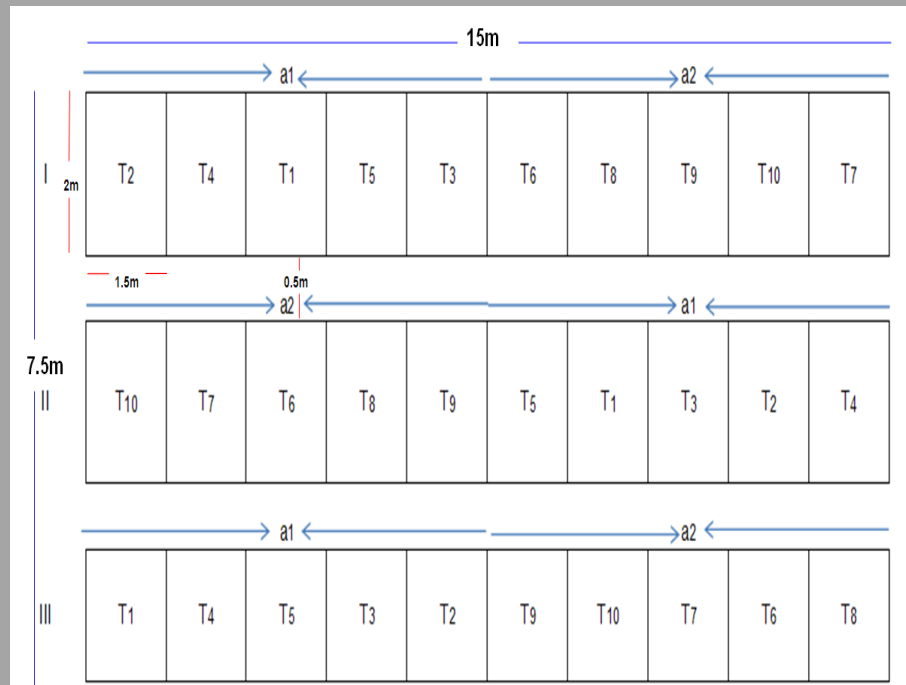 15m
a1 a2
I 2m T2 T4 T1 T5 T3 T6 T8 T9 T10 T7
1.5m 0.5m
a2 a1
7.5m
II T10 T7 T6 T8 T9 T5 T1 T3 T2 T4
a1 a2
III T1 T4 T5 T3 T2 T9 T10 T7 T6 T8